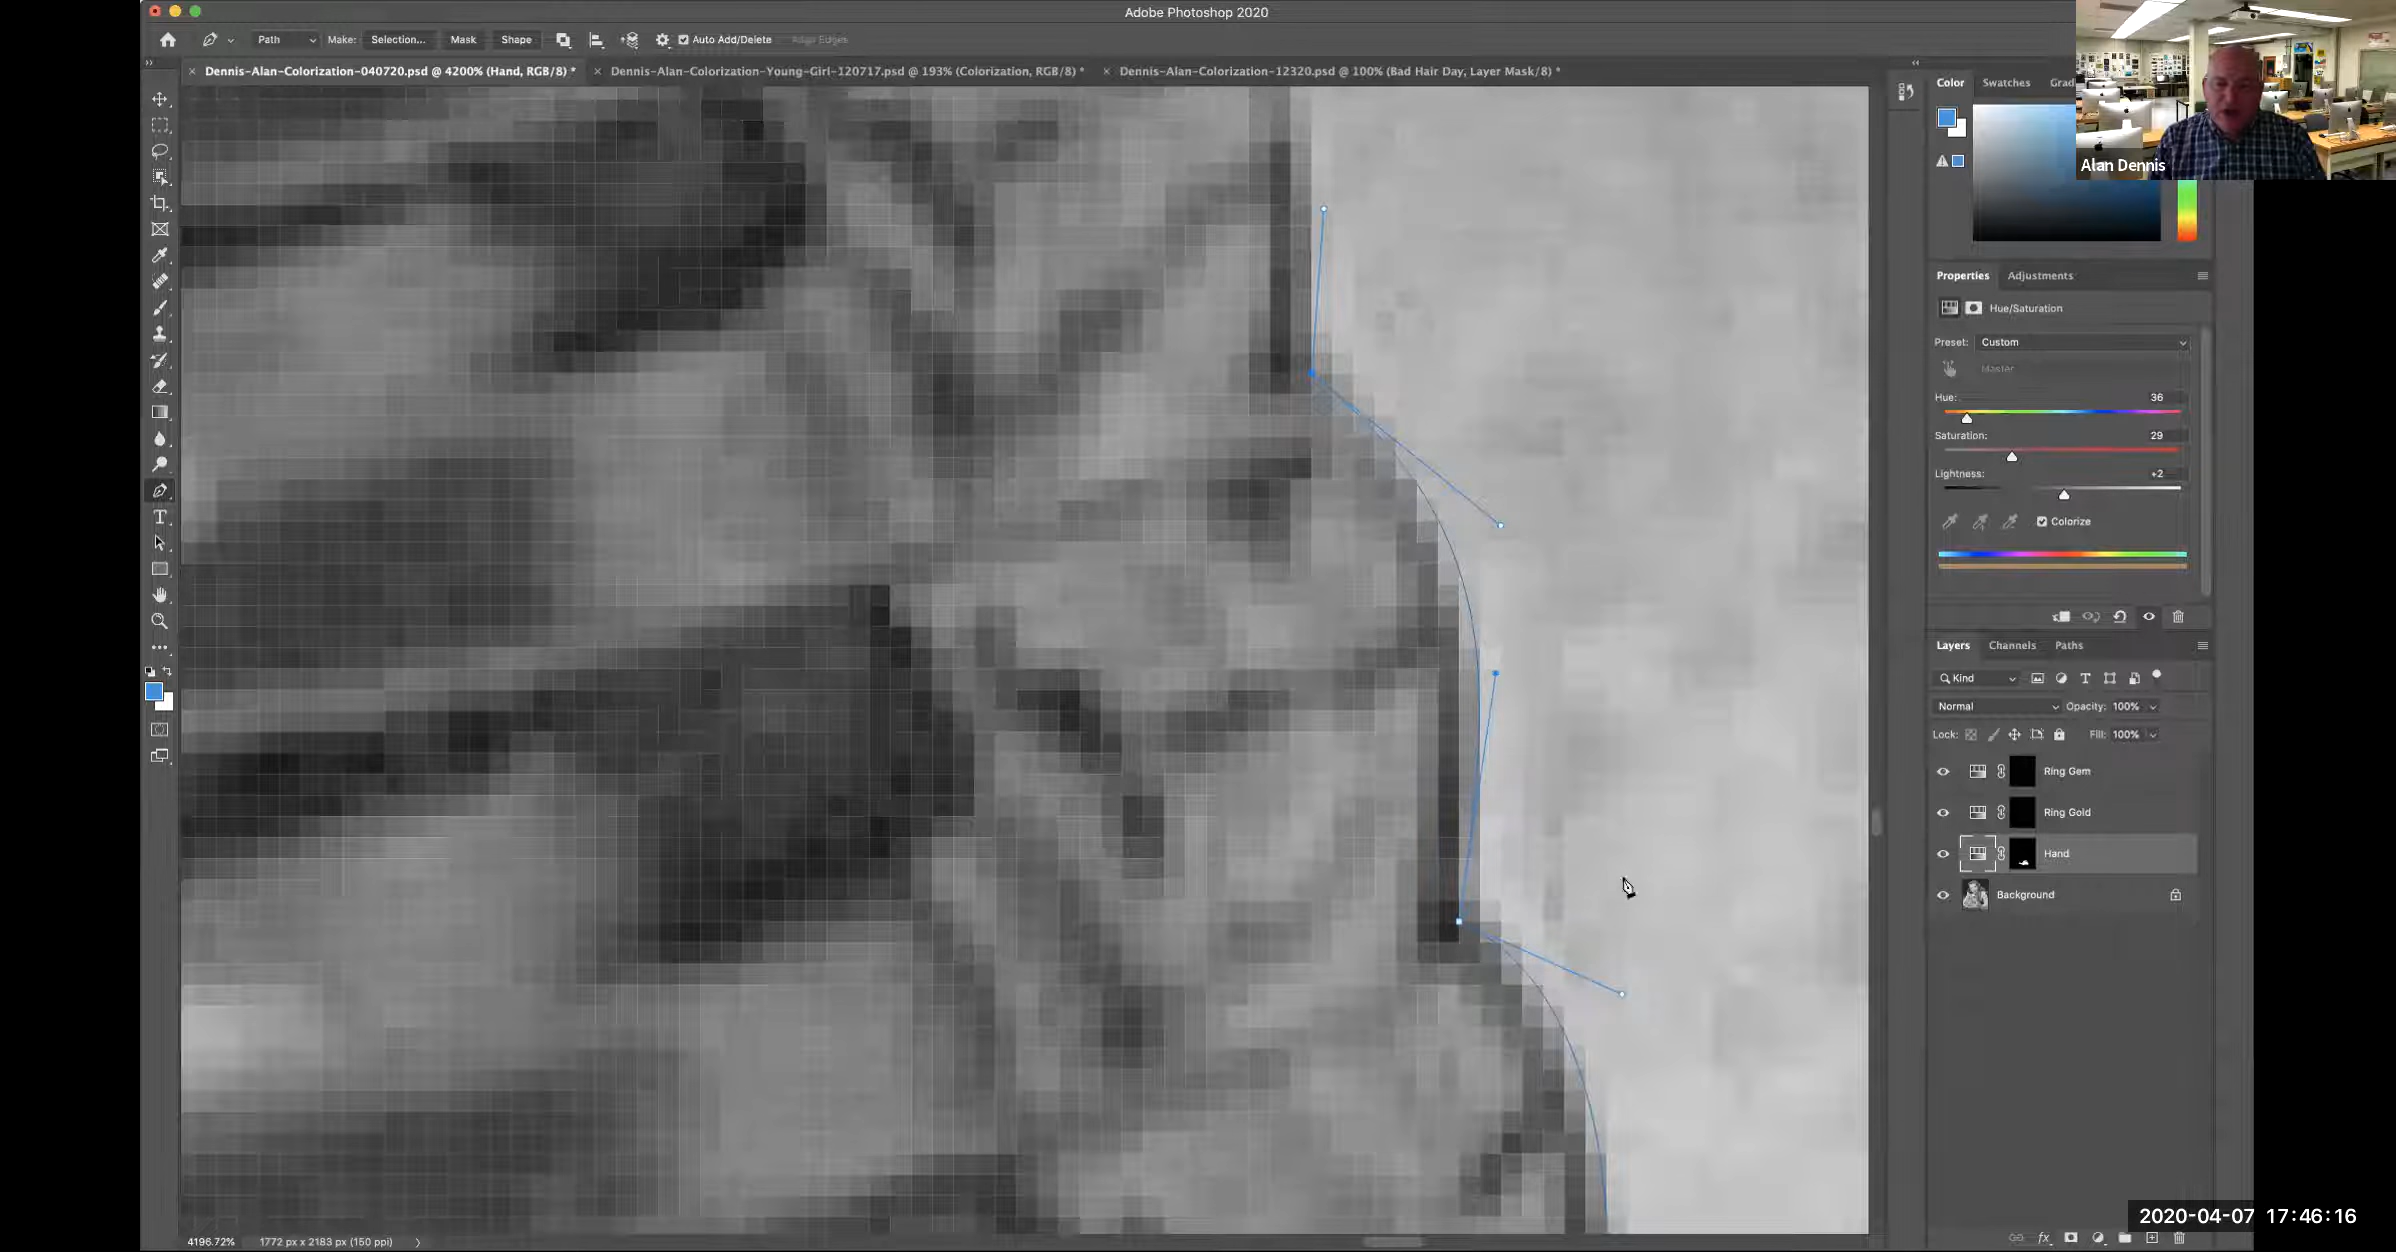 Adobe Photoshop 2020
Path Make: Selection... Mask Shape Auto Add/Delete Align Edges
Dennis-Alan-Colorization-040720.psd @ 4200% (Hand, RGB/8) * Dennis-Alan-Colorization-Young-Girl-120717.psd @ 193% (Colorization, RGB/8) * Dennis-Alan-Colorization-12320.psd @ 100% (Bad Hair Day, Layer Mask/8) *
Color Swatches Grad
Alan Dennis
Properties Adjustments
Hue/Saturation
Preset: Custom
Master
Hue: 36
Saturation: 29
Lightness: +2
Colorize
Layers Channels Paths
Kind
Normal Opacity: 100%
Lock: Fill: 100%
Ring Gem
Ring Gold
Hand
Background
2020-04-07 17:46:16
4196.72% 1772 px x 2183 px (150 ppi)
fx